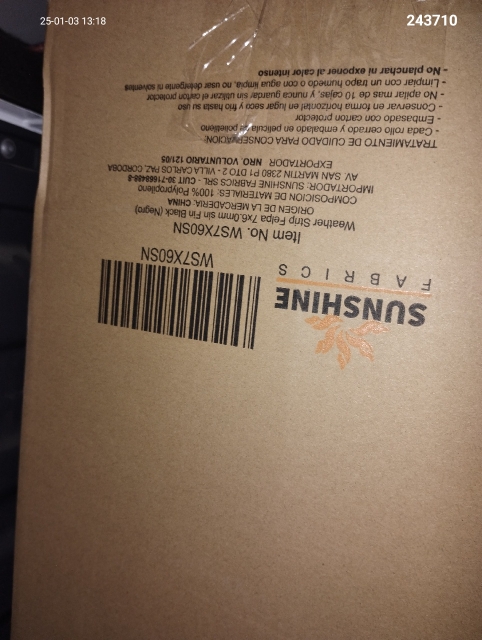 25-01-03 13:18
243710
SUNSHINE
FABRICS
WS7X60SN
Item No. WS7X60SN
Weather Strip Felpa 7x6.0mm Fin Black (Negro)
ORIGEN DE LA MERCADERIA: CHINA
COMPOSICION DE MATERIALES: 100% Polypropyleno
IMPORTADOR: SUNSHINE FABRICS SRL - CUIT 30-71668488-8
AV. SAN MARTIN 2380 P1 DTO 2 - VILLA CARLOS PAZ, CORDOBA
EXPORTADOR: NRO. VOLUNTARIO 121/05
TRATAMIENTO DE CUIDADO PARA CONSERVACION:
- Cada rollo cerrado y embalado en pelicula de polietileno
- Embasado con carton protector
- Conservar en forma horizontal en lugar seco y frio hasta su uso
- No apilar mas de 10 cajas, y nunca guardar sin utilizar el carton protector
- Limpiar con un trapo humedo o con agua limpia, no usar detergente ni solventes
- No planchar ni exponer al calor intenso